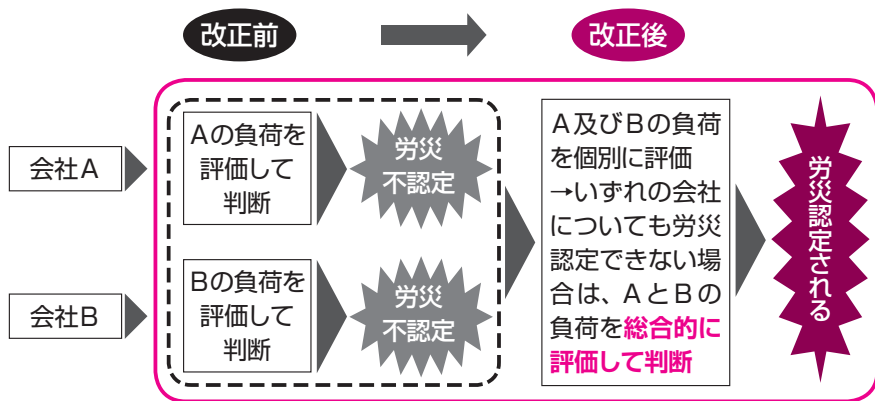 改正前
改正後
会社A
Aの負荷を
評価して
判断
労災
不認定
会社B
Bの負荷を
評価して
判断
労災
不認定
A及びBの負荷
を個別に評価
→いずれの会社
についても労災
認定できない場
合は、AとBの
負荷を総合的に
評価して判断
労災認定される